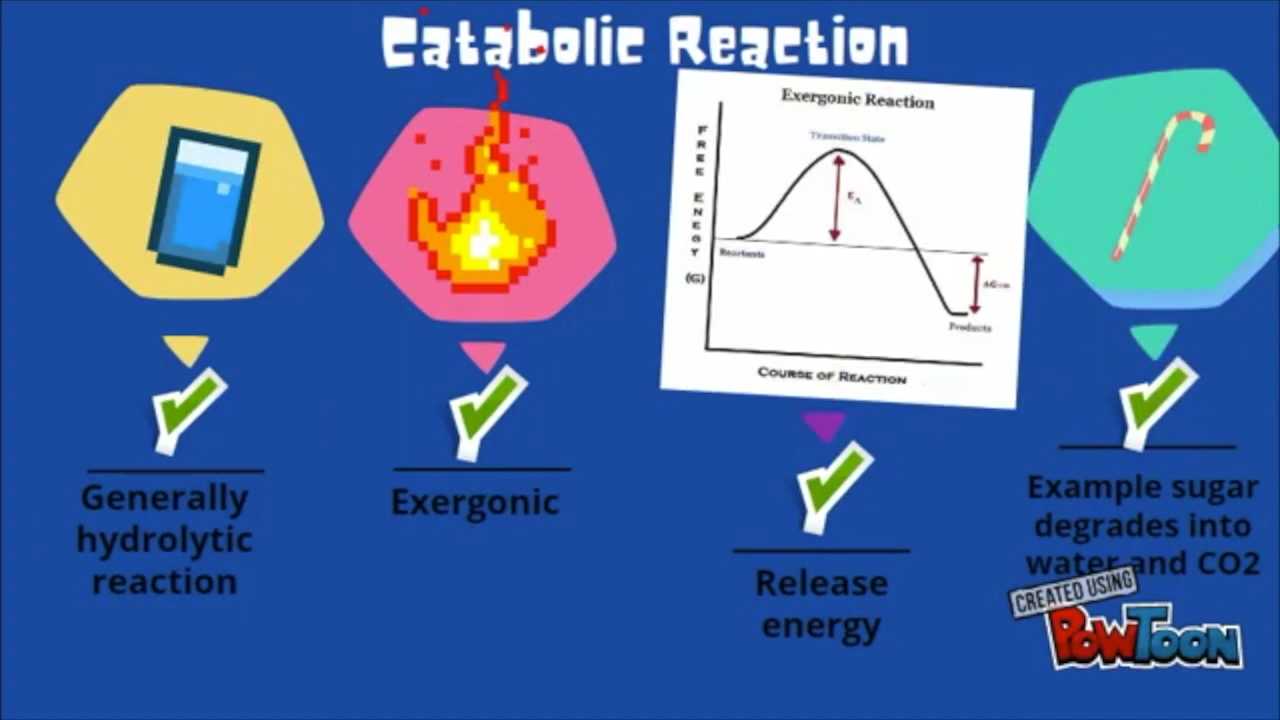 Catabolic Reaction
Exergonic Reaction
Transition State
FREE ENERGY
(G)
EA
Reactants
Products
COURSE OF REACTION
Generally
hydrolytic
reaction
Exergonic
Release
energy
Example sugar
degrades into
water and CO2
CREATED USING
POWTOON